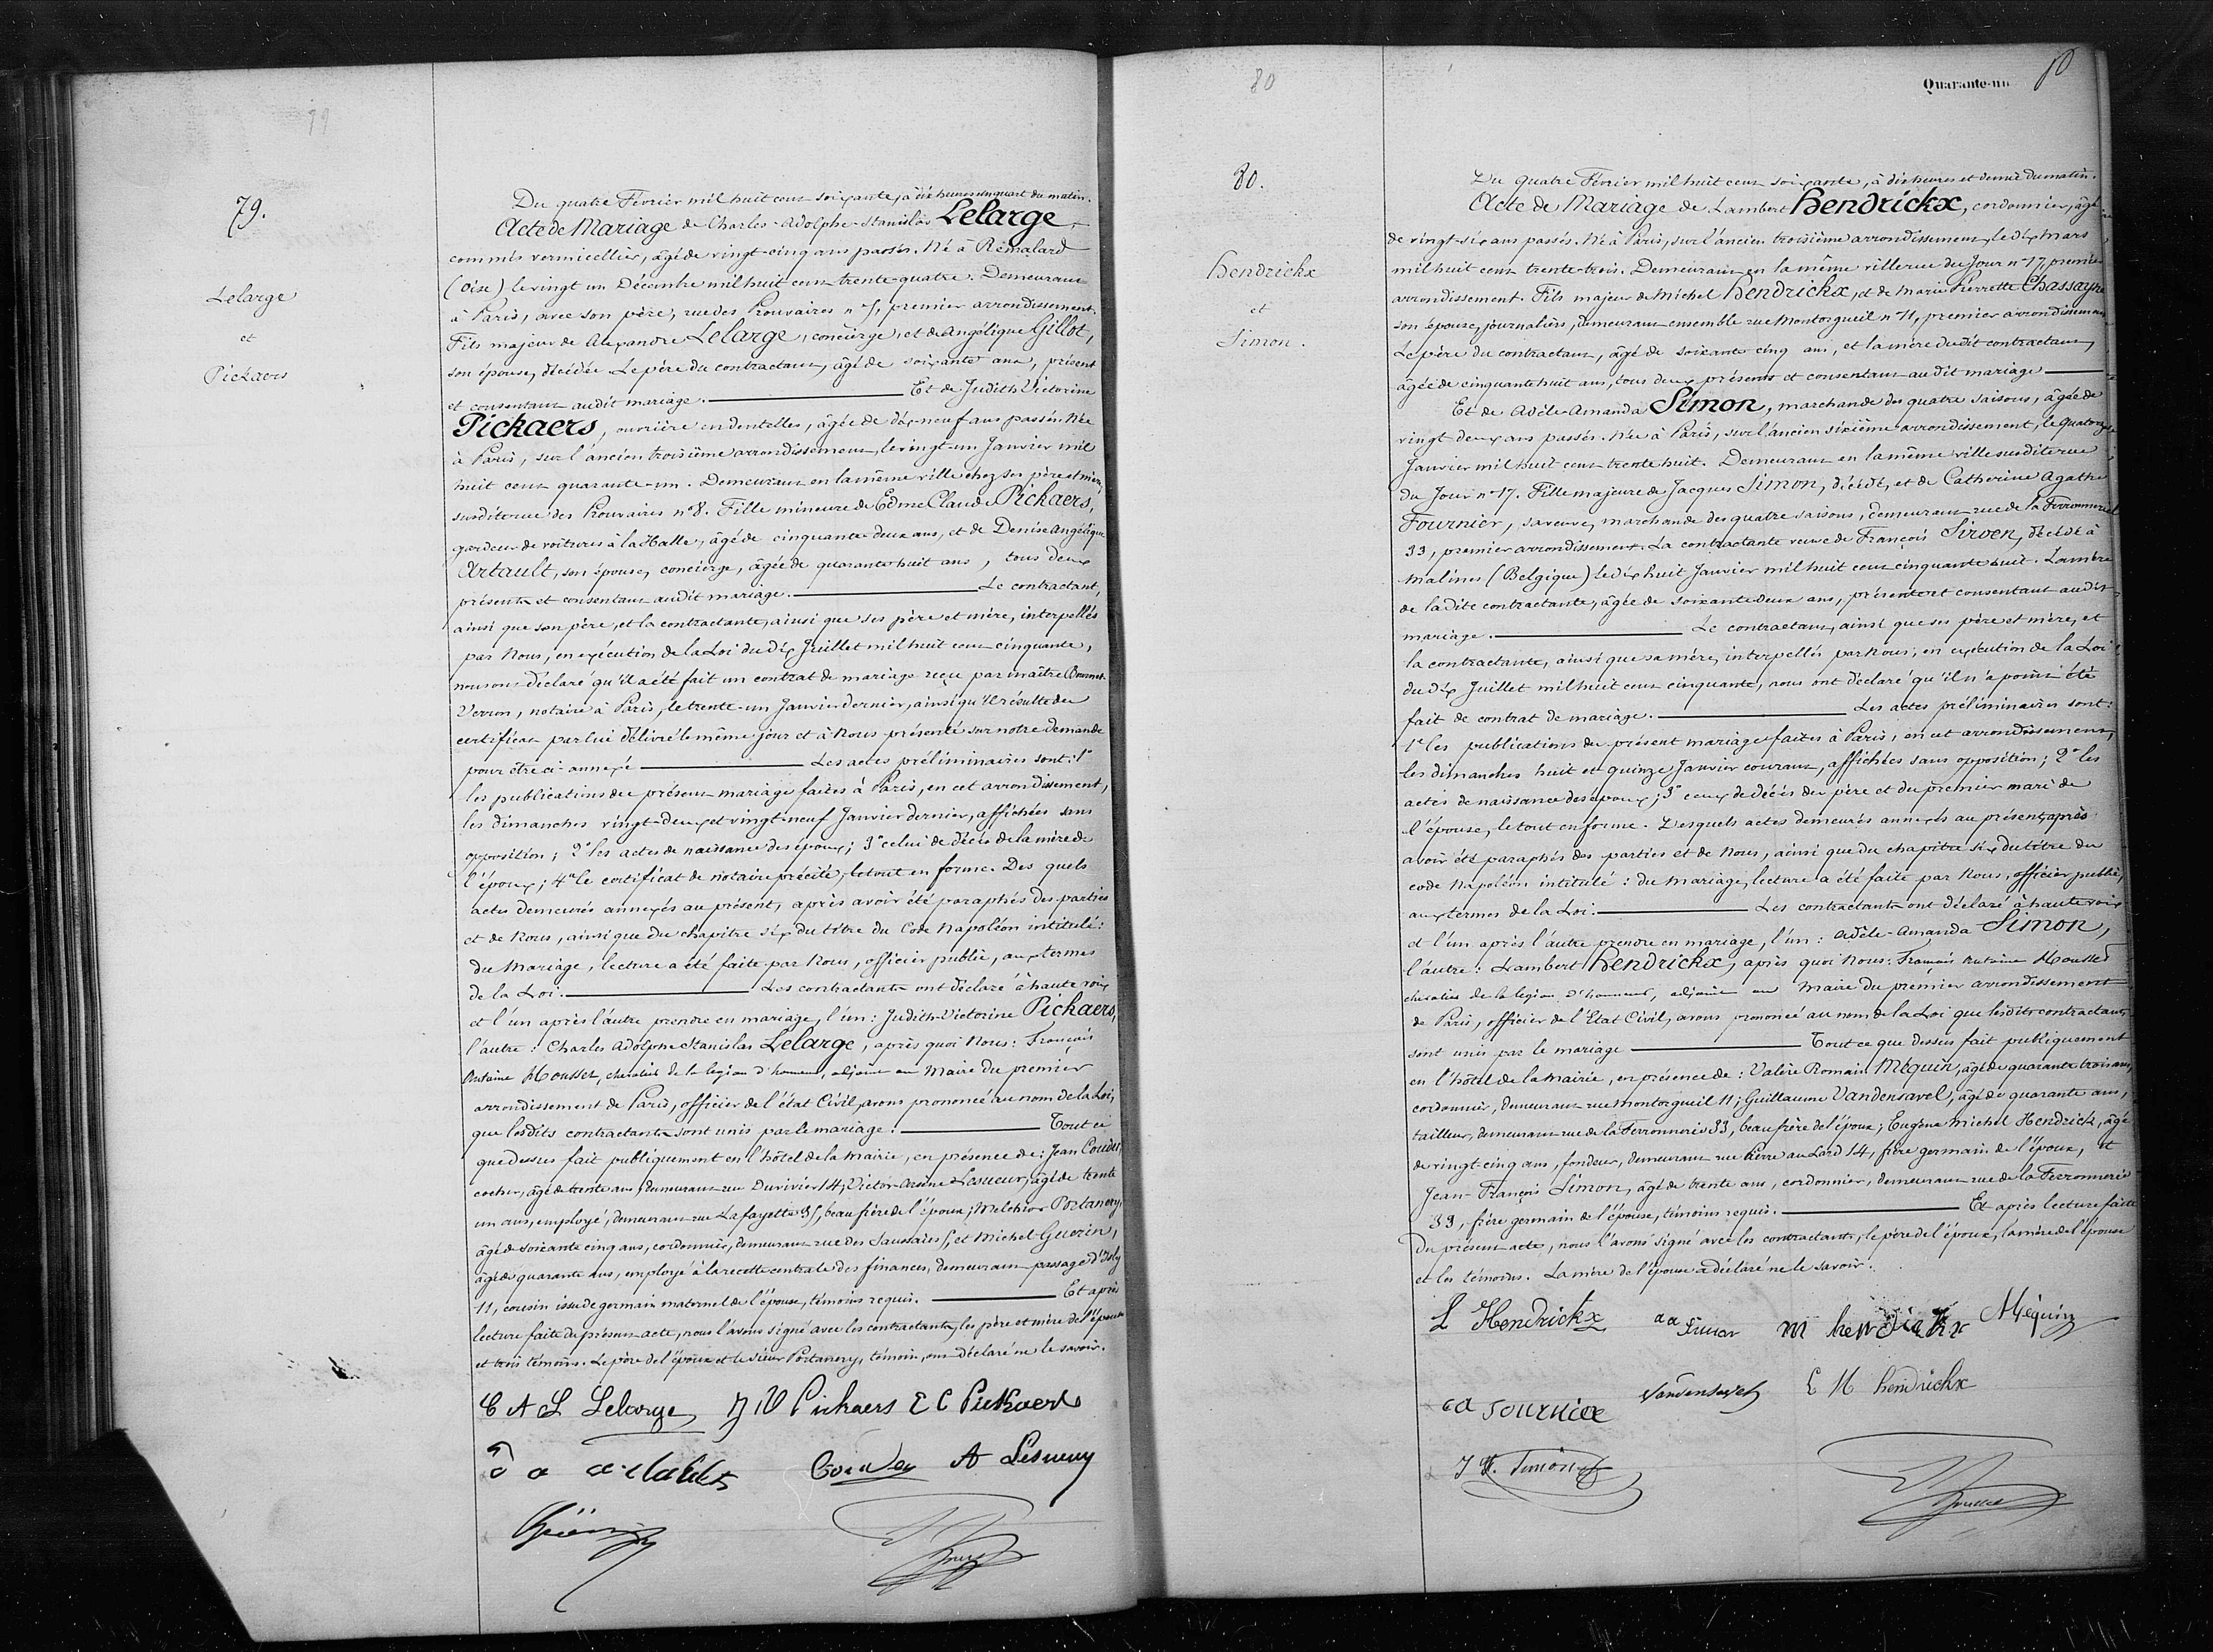 79
79.
Lelarge
et
Pickaers
Du quatre Février mil huit cent soixante, à dix heures un quart du matin.
Acte de Mariage de Charles-Adolphe-Stanislas Lelarge,
commis vermicellier, âgé de vingt-cinq ans passés. Né à Rémalard
(Oise) le vingt un Décembre mil huit cent trente-quatre. Demeurant
à Paris, avec son père, rue des Prouvaires n° 5, premier arrondissement.
Fils majeur de Alexandre Lelarge, concierge, et de Angélique Gillot,
son épouse, décédée. Le père du contractant, âgé de soixante ans, présent
et consentant audit mariage. Et de Judith Victorine
Pickaers, ouvrière en dentelles, âgée de dix-neuf ans passés. Née
à Paris, sur l'ancien troisième arrondissement, le vingt-un Janvier mil
huit cent quarante-un. Demeurant en la même ville chez ses père et mère,
susdite rue des Prouvaires n° 8. Fille mineure de Edme Claude Pickaers,
gardeur de voitures à la Halle, âgé de cinquante-deux ans, et de Denise Angélique
Artault, son épouse, concierge, âgée de quarante huit ans, tous deux
présents et consentant audit mariage. Le contractant,
ainsi que son père, et la contractante, ainsi que ses père et mère, interpellés
par Nous, en exécution de la Loi du dix Juillet mil huit cent cinquante,
nous ont déclaré qu'il a été fait un contrat de mariage reçu par maître Bournet-
Verron, notaire à Paris, le trente-un Janvier dernier, ainsi qu'il résulte du
certificat par lui délivré le même jour et à Nous présenté sur notre demande
pour être ci-annexé Les actes préliminaires sont: 1°
les publications du présent mariage faites à Paris, en cet arrondissement,
les dimanches vingt-deux et vingt-neuf Janvier dernier, affichées sans
opposition; 2° les actes de naissance des époux; 3° celui de décès de la mère de
l'époux; 4° le certificat de notaire précité, le tout en forme. Des quels
actes demeurés annexés au présent, après avoir été paraphés des parties
et de Nous, ainsi que du chapitre six du titre du Code Napoléon intitulé:
du Mariage, lecture a été faite par Nous, officier public, aux termes
de la Loi. Les contractants ont déclaré à haute voix
et l'un après l'autre prendre en mariage, l'un: Judith-Victorine Pickaers,
l'autre: Charles Adolphe Stanislas Lelarge, après quoi Nous: François
Antoine Housset, chevalier de la légion d'honneur, adjoint au Maire du premier
arrondissement de Paris, officier de l'état Civil, avons prononcé au nom de la Loi,
que lesdits contractants sont unis par le mariage. Tout ce
que dessus fait publiquement en l'hôtel de la Mairie, en présence de: Jean
cocher, âgé de trente ans, demeurant rue Duvivier 14; Victor Arsene Lesueur, âgé de trente
un ans, employé, demeurant rue Lafayette 35, beau frère de l'époux; Melchior Portanery,
âgé de soixante cinq ans, cordonnier, demeurant rue des Saussaies 5, et Michel Guerin,
âgé de quarante ans, employé à la recette centrale des finances, demeurant passage d'Isly
11, cousin issu de germain maternel de l'épouse, témoins requis. Et après
lecture faite du présent acte, nous l'avons signé avec les contractants, les père et mère de l'épouse
et trois témoins. Le père de l'époux et le sieur Portanery, témoin, ont déclaré ne le savoir.
C A S Lelarge J V Pickaers E C Pickaers
A Lesueur
80
Quarante-un
80.
Hendrickx
et
Simon.
Du quatre Février mil huit cent soixante, à dix heures et demie du matin.
Acte de Mariage de Lambert Hendrickx, cordonnier, âgé
de vingt-six ans passés. Né à Paris, sur l'ancien troisième arrondissement, le dix Mars
mil huit cent trente-trois. Demeurant en la même ville rue du Jour n° 17, premier
arrondissement. Fils majeur de Michel Hendrickx, et de Marie Pierrette Chassayne
son épouse, journaliers, demeurant ensemble rue Montorgueil n° 11, premier arrondissement
Le père du contractant, âgé de soixante cinq ans, et la mère dudit contractant,
âgée de cinquante huit ans, tous deux présents et consentant audit mariage
Et de Adèle-Amanda Simon, marchande des quatre saisons, âgée de
vingt deux ans passés. Née à Paris, sur l'ancien sixième arrondissement, le quatorze
Janvier mil huit cent trente huit. Demeurant en la même ville susdite rue
du Jour n° 17. Fille majeure de Jacques Simon, décédé, et de Catherine Agathe
Fournier, sa veuve, marchande des quatre saisons, demeurant rue de la Ferronnerie
33, premier arrondissement. La contractante veuve de François Sirven, décédé à
Malines (Belgique) le dix huit Janvier mil huit cent cinquante huit. La mère
de ladite contractante, âgée de soixante deux ans, présente et consentant audit
mariage. Le contractant, ainsi que ses père et mère, et
la contractante, ainsi que sa mère, interpellés par Nous, en exécution de la Loi
du dix Juillet mil huit cent cinquante, nous ont déclaré qu'il n'a point été
fait de contrat de mariage. Les actes préliminaires sont:
1° les publications du présent mariage faites à Paris, en cet arrondissement,
les dimanches huit et quinze Janvier courant, affichées sans opposition; 2° les
actes de naissance des époux; 3° ceux de décès du père et du premier mari de
l'épouse, le tout en forme. Desquels actes demeurés annexés au présent, après
avoir été paraphés des parties et de Nous, ainsi que du chapitre six du titre du
code Napoléon intitulé: du Mariage, lecture a été faite par Nous, officier public,
aux termes de la Loi. Les contractants ont déclaré à haute voix
et l'un après l'autre prendre en mariage, l'un: Adèle-Amanda Simon,
l'autre: Lambert Hendrickx, après quoi Nous: François Antoine Housset
chevalier de la légion d'honneur, adjoint au Maire du premier arrondissement
de Paris, officier de l'Etat Civil, avons prononcé au nom de la Loi que lesdits contractants
sont unis par le mariage Tout ce que dessus fait publiquement
en l'hôtel de la Mairie, en présence de: Valère Romain Méquin, âgé de quarante trois ans,
cordonnier, demeurant rue Montorgueil 11; Guillaume Vandensavel, âgé de quarante ans,
tailleur, demeurant rue de la Ferronnerie 33, beau frère de l'époux; Eugène Michel Hendrick, âgé
de vingt-cinq ans, fondeur, demeurant rue Pierre au Lard 14, frère germain de l'époux, et
Jean-François Simon, âgé de trente ans, cordonnier, demeurant rue de la Ferronnerie
33, frère germain de l'épouse, témoins requis. Et après lecture faite
du présent acte, nous l'avons signé avec les contractants, le père de l'époux, la mère de l'épouse
et les témoins. La mère de l'époux a déclaré ne le savoir.
L Hendrickx aa Simon m hendickx Méquin
ca Fournier Vandensavel E M hendrickx
J F. Simon